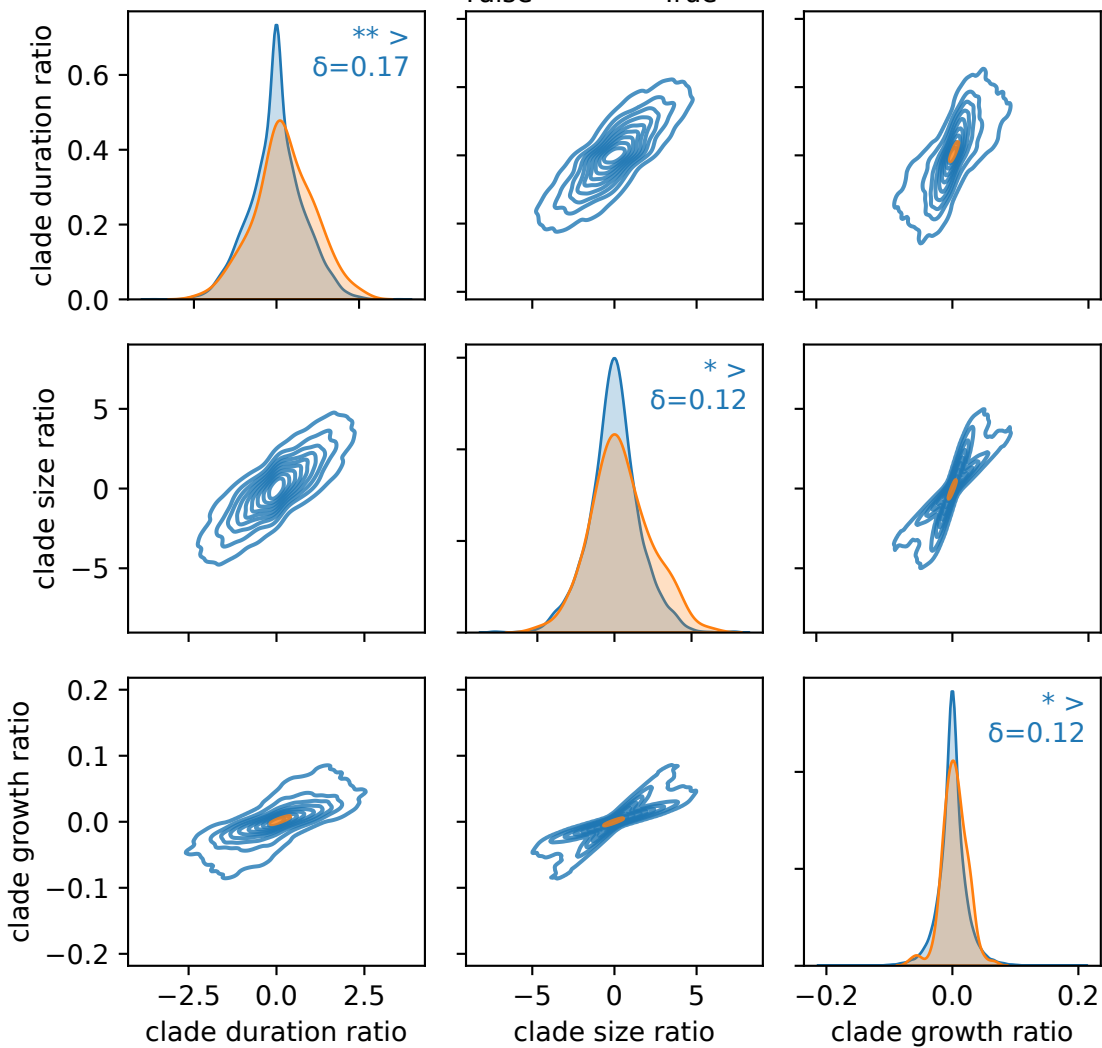 clade duration ratio
0.6
0.4
0.2
0.0
** >
δ=0.17
clade size ratio
5
0
−5
* >
δ=0.12
clade growth ratio
0.2
0.1
0.0
−0.1
−0.2
* >
δ=0.12
−2.5 0.0 2.5
−5 0 5
−0.2 0.0 0.2
clade duration ratio
clade size ratio
clade growth ratio